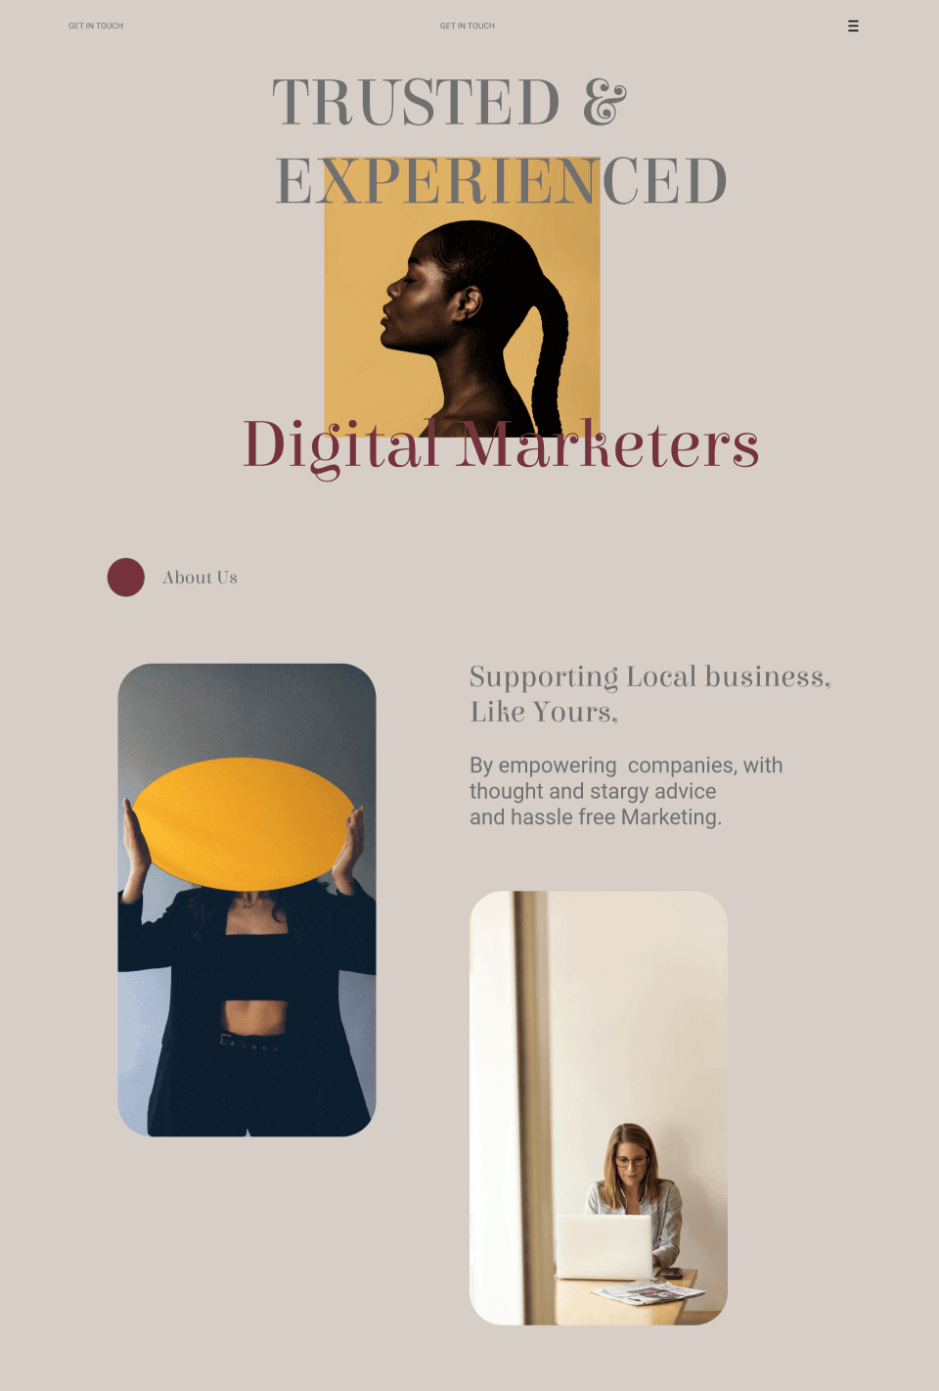 GET IN TOUCH
GET IN TOUCH
TRUSTED &
EXPERIENCED
Digital Marketers
About Us
Supporting Local business,
Like Yours,
By empowering  companies, with
thought and stargy advice
and hassle free Marketing.